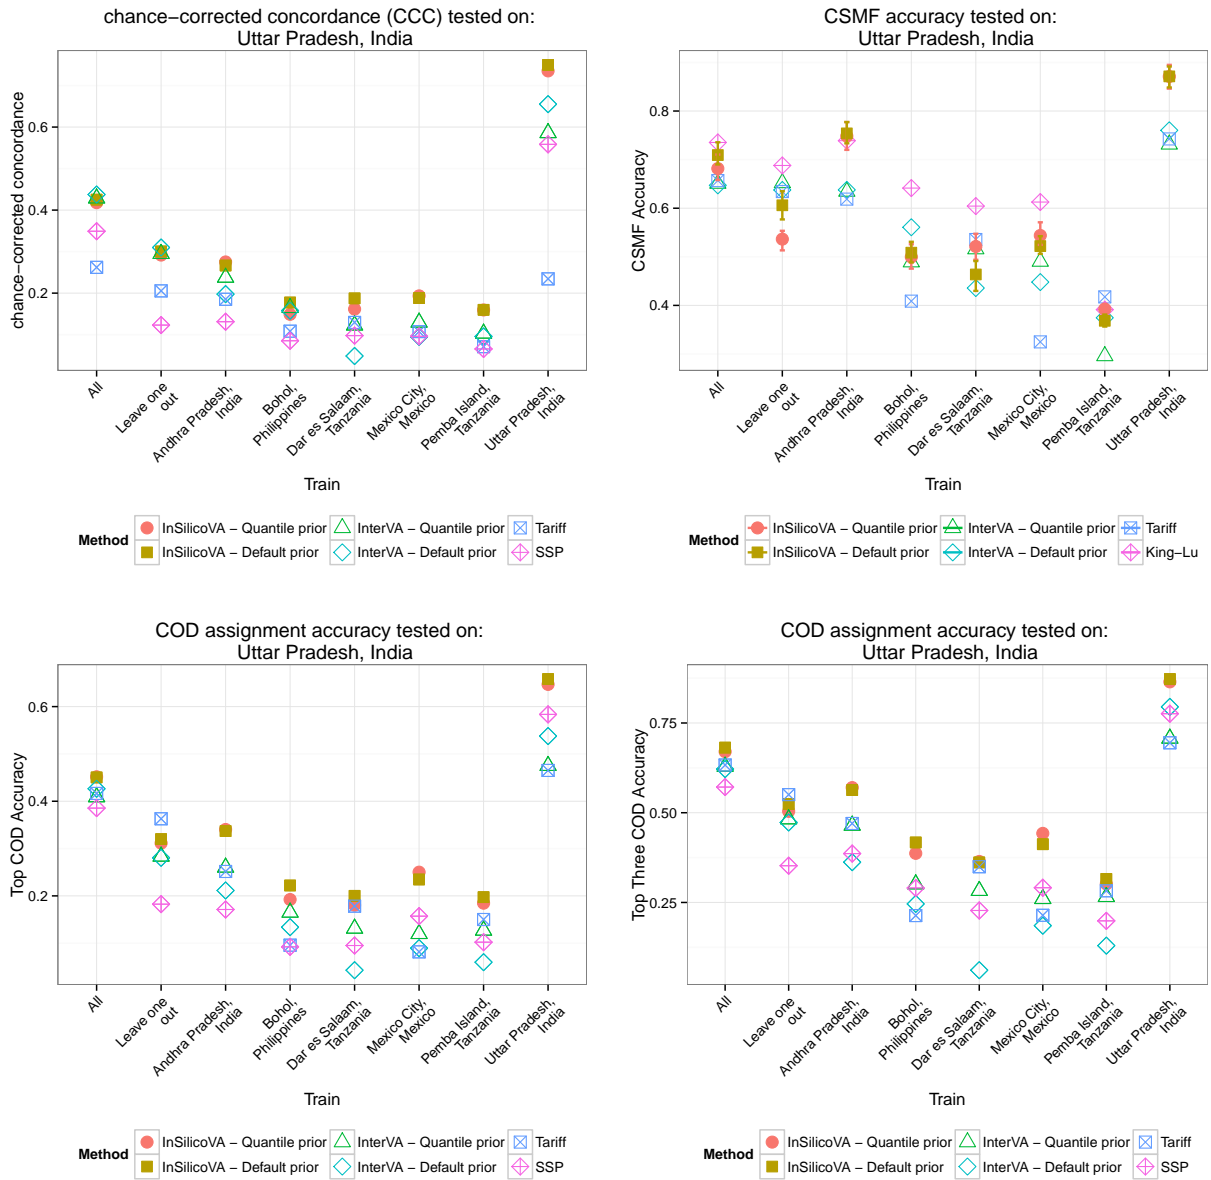 chance−corrected concordance (CCC) tested on:
Uttar Pradesh, India
chance−corrected concordance
0.6
0.4
0.2
All
Leave one
out
Andhra Pradesh,
India
Bohol,
Philippines
Dar es Salaam,
Tanzania
Mexico City,
Mexico
Pemba Island,
Tanzania
Uttar Pradesh,
India
Train
Method
InSilicoVA − Quantile prior
InterVA − Quantile prior
Tariff
InSilicoVA − Default prior
InterVA − Default prior
SSP
CSMF accuracy tested on:
Uttar Pradesh, India
CSMF Accuracy
0.8
0.6
0.4
All
Leave one
out
Andhra Pradesh,
India
Bohol,
Philippines
Dar es Salaam,
Tanzania
Mexico City,
Mexico
Pemba Island,
Tanzania
Uttar Pradesh,
India
Train
Method
InSilicoVA − Quantile prior
InterVA − Quantile prior
Tariff
InSilicoVA − Default prior
InterVA − Default prior
King−Lu
COD assignment accuracy tested on:
Uttar Pradesh, India
Top COD Accuracy
0.6
0.4
0.2
All
Leave one
out
Andhra Pradesh,
India
Bohol,
Philippines
Dar es Salaam,
Tanzania
Mexico City,
Mexico
Pemba Island,
Tanzania
Uttar Pradesh,
India
Train
Method
InSilicoVA − Quantile prior
InterVA − Quantile prior
Tariff
InSilicoVA − Default prior
InterVA − Default prior
SSP
COD assignment accuracy tested on:
Uttar Pradesh, India
Top Three COD Accuracy
0.75
0.50
0.25
All
Leave one
out
Andhra Pradesh,
India
Bohol,
Philippines
Dar es Salaam,
Tanzania
Mexico City,
Mexico
Pemba Island,
Tanzania
Uttar Pradesh,
India
Train
Method
InSilicoVA − Quantile prior
InterVA − Quantile prior
Tariff
InSilicoVA − Default prior
InterVA − Default prior
SSP